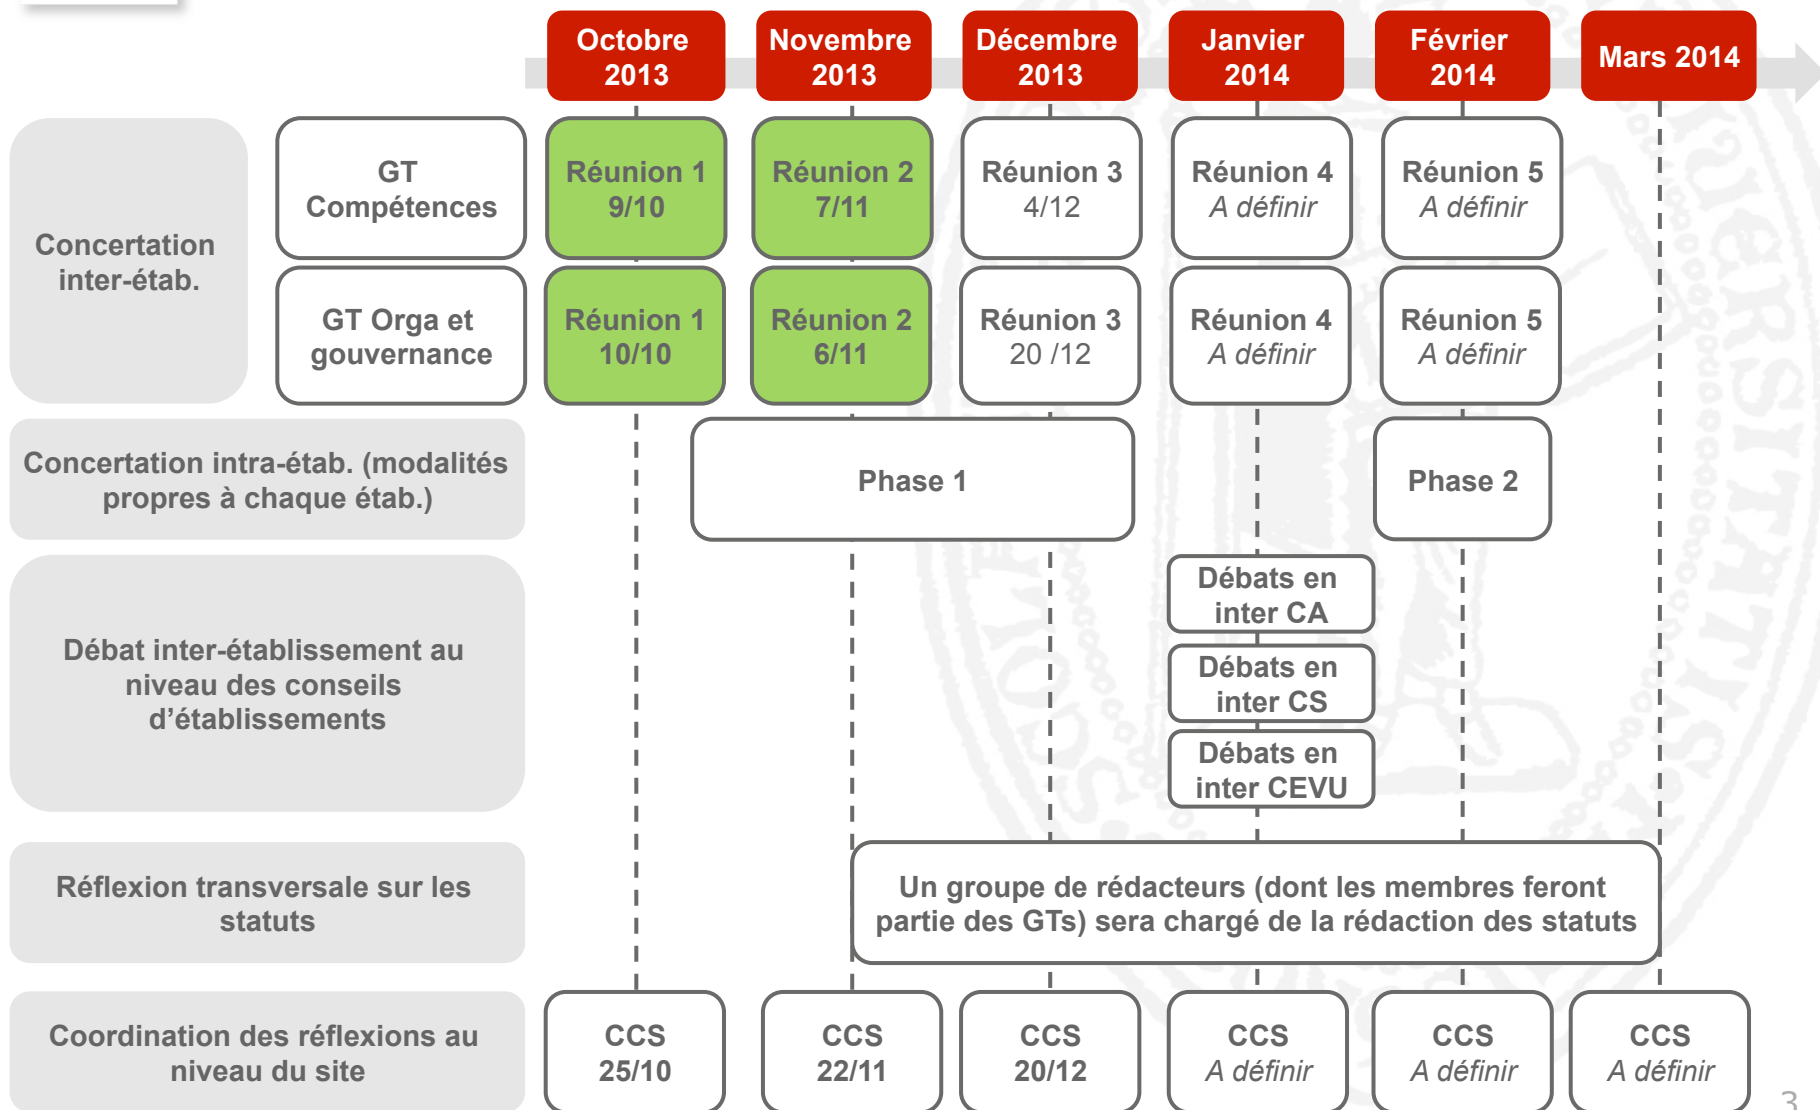 Octobre
2013
Novembre
2013
Décembre
2013
Janvier
2014
Février
2014
Mars 2014
Concertation
inter-étab.
GT
Compétences
Réunion 1
9/10
Réunion 2
7/11
Réunion 3
4/12
Réunion 4
A définir
Réunion 5
A définir
GT Orga et
gouvernance
Réunion 1
10/10
Réunion 2
6/11
Réunion 3
20 /12
Réunion 4
A définir
Réunion 5
A définir
Concertation intra-étab. (modalités
propres à chaque étab.)
Phase 1
Phase 2
Débat inter-établissement au
niveau des conseils
d’établissements
Débats en
inter CA
Débats en
inter CS
Débats en
inter CEVU
Réflexion transversale sur les
statuts
Un groupe de rédacteurs (dont les membres feront
partie des GTs) sera chargé de la rédaction des statuts
Coordination des réflexions au
niveau du site
CCS
25/10
CCS
22/11
CCS
20/12
CCS
A définir
CCS
A définir
CCS
A définir
3